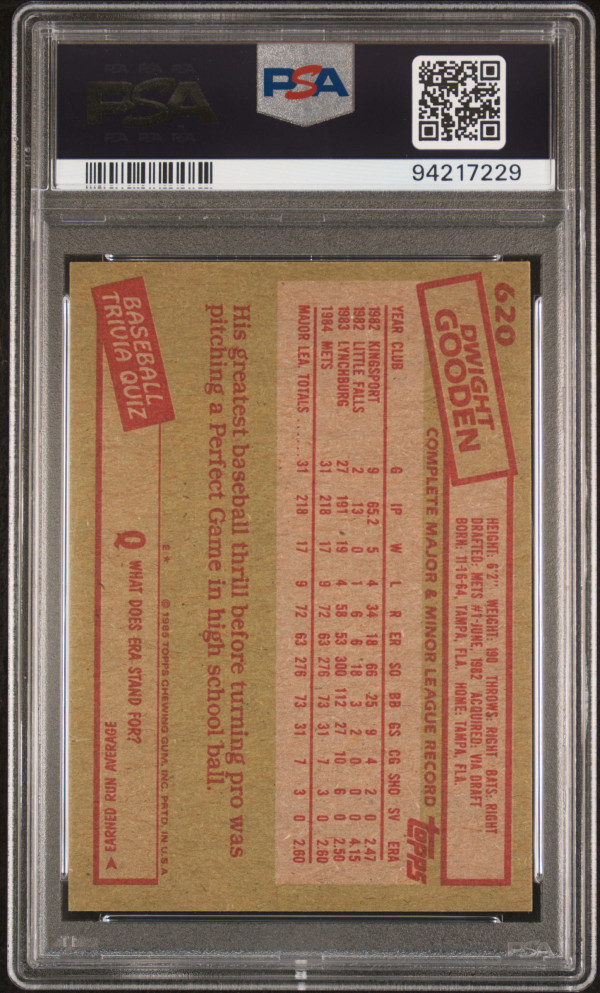 PSA
94217229
620
DWIGHT
GOODEN
HEIGHT: 6'2" WEIGHT: 190 THROWS: RIGHT BATS: RIGHT
DRAFTED: METS #1-JUNE, 1982 ACQUIRED: VIA DRAFT
BORN: 11-16-64, TAMPA, FLA. HOME: TAMPA, FLA.
COMPLETE MAJOR & MINOR LEAGUE RECORD
topps
YEAR CLUB G IP W L R ER SO BB GS CG SHO SV ERA
1982 KINGSPORT 9 65.2 5 4 34 18 66 25 9 4 2 0 2.47
1982 LITTLE FALLS 2 13 0 1 6 6 18 3 2 0 0 0 4.15
1983 LYNCHBURG 27 191 19 4 58 53 300 112 27 10 6 0 2.50
1984 METS 31 218 17 9 72 63 276 73 31 7 3 0 2.60
MAJOR LEA. TOTALS ..... 31 218 17 9 72 63 276 73 31 7 3 0 2.60
His greatest baseball thrill before turning pro was
pitching a Perfect Game in high school ball.
E* © 1985 TOPPS CHEWING GUM, INC. PRTD. IN U.S.A.
BASEBALL
TRIVIA QUIZ
Q WHAT DOES ERA STAND FOR?
EARNED RUN AVERAGE
PSA